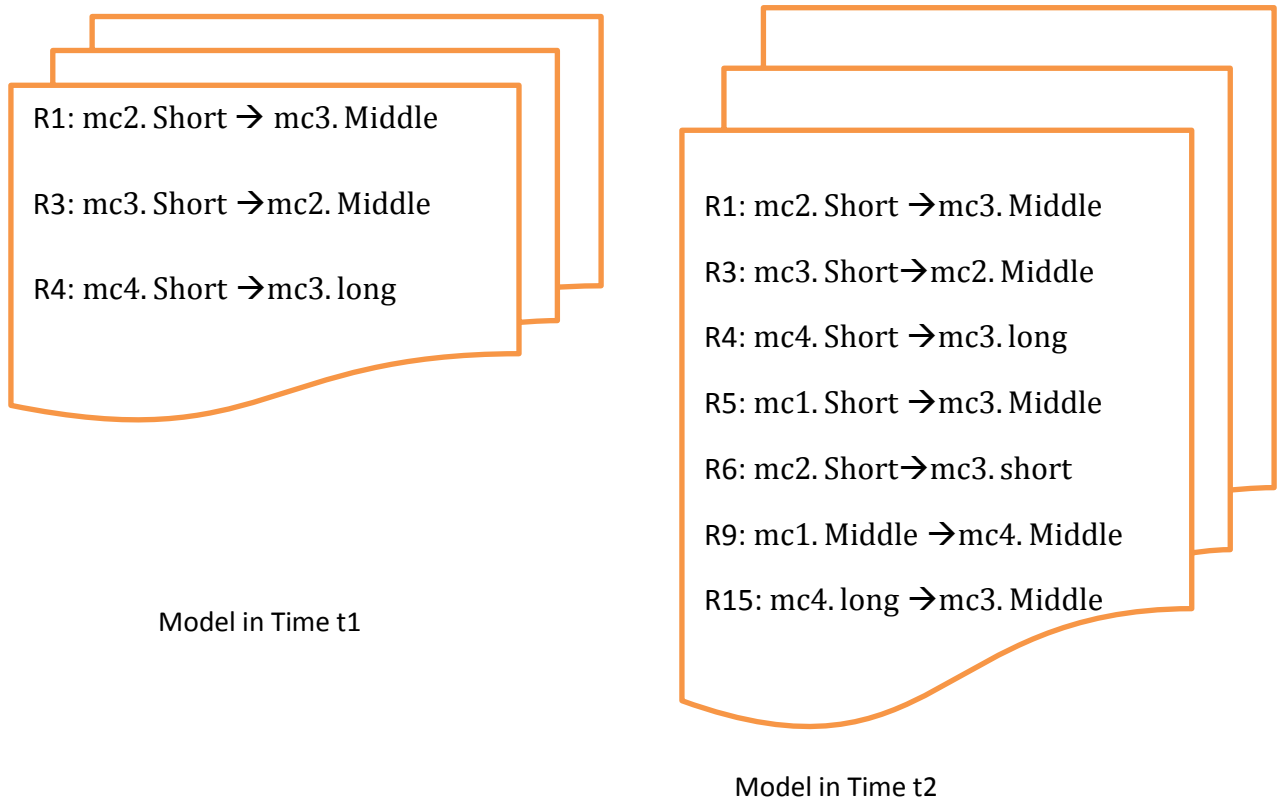 R1: mc2. Short → mc3. Middle
R3: mc3. Short →mc2. Middle
R4: mc4. Short →mc3. long
Model in Time t1
R1: mc2. Short →mc3. Middle
R3: mc3. Short→mc2. Middle
R4: mc4. Short →mc3. long
R5: mc1. Short →mc3. Middle
R6: mc2. Short→mc3. short
R9: mc1. Middle →mc4. Middle
R15: mc4. long →mc3. Middle
Model in Time t2